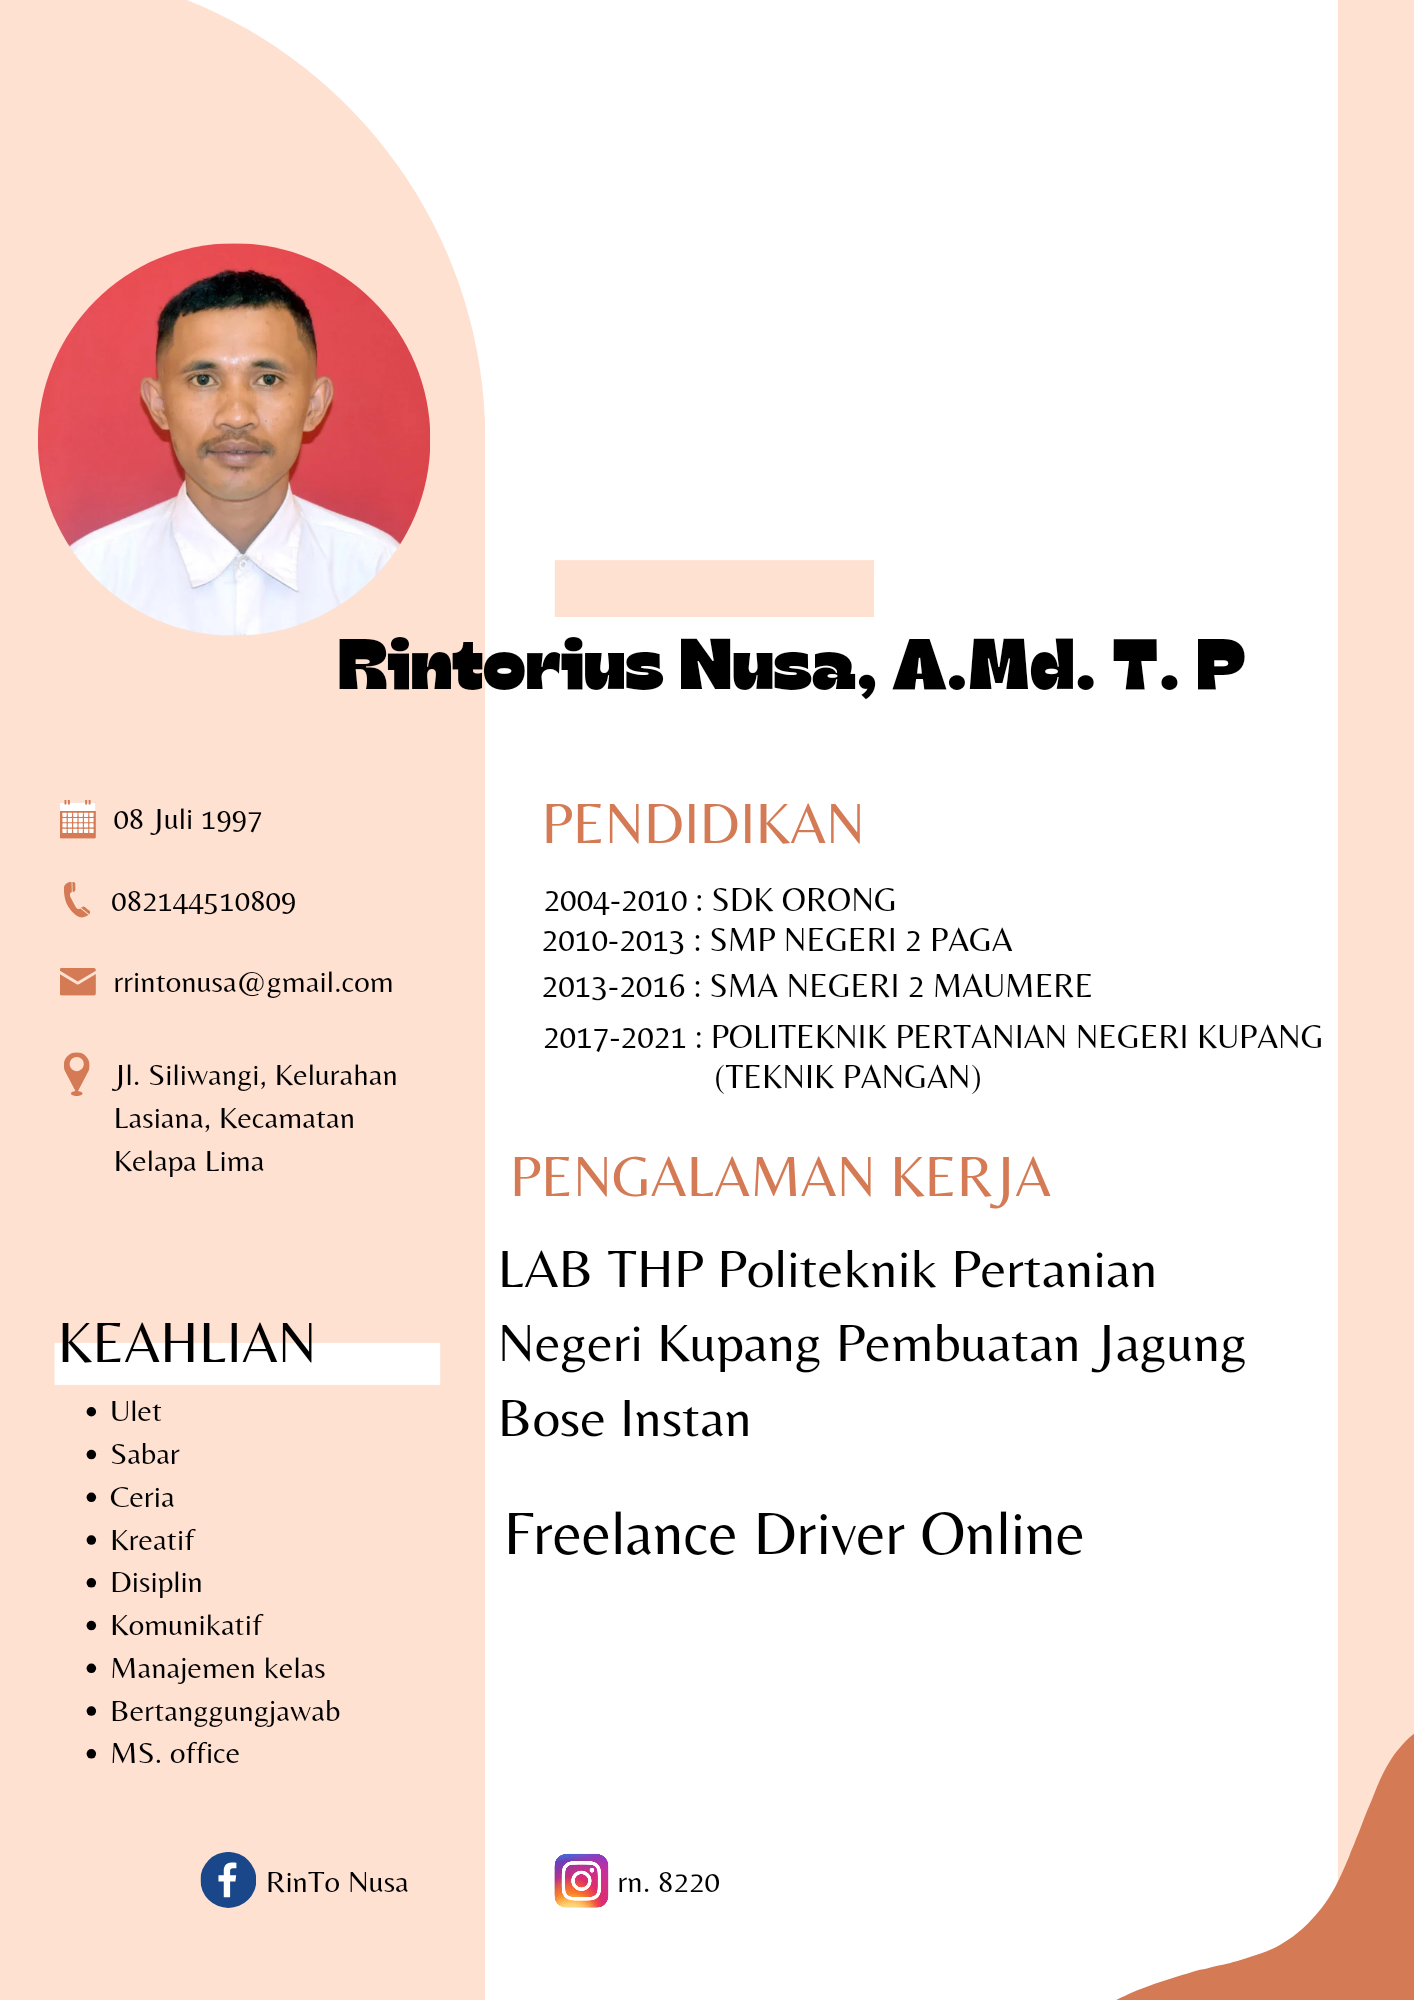 Rintorius Nusa, A.Md. T. P
08 Juli 1997
082144510809
rrintonusa@gmail.com
Jl. Siliwangi, Kelurahan
Lasiana, Kecamatan
Kelapa Lima
KEAHLIAN
• Ulet
• Sabar
• Ceria
• Kreatif
• Disiplin
• Komunikatif
• Manajemen kelas
• Bertanggungjawab
• MS. office
PENDIDIKAN
2004-2010 : SDK ORONG
2010-2013 : SMP NEGERI 2 PAGA
2013-2016 : SMA NEGERI 2 MAUMERE
2017-2021 : POLITEKNIK PERTANIAN NEGERI KUPANG
(TEKNIK PANGAN)
PENGALAMAN KERJA
LAB THP Politeknik Pertanian
Negeri Kupang Pembuatan Jagung
Bose Instan
Freelance Driver Online
RinTo Nusa
rn. 8220